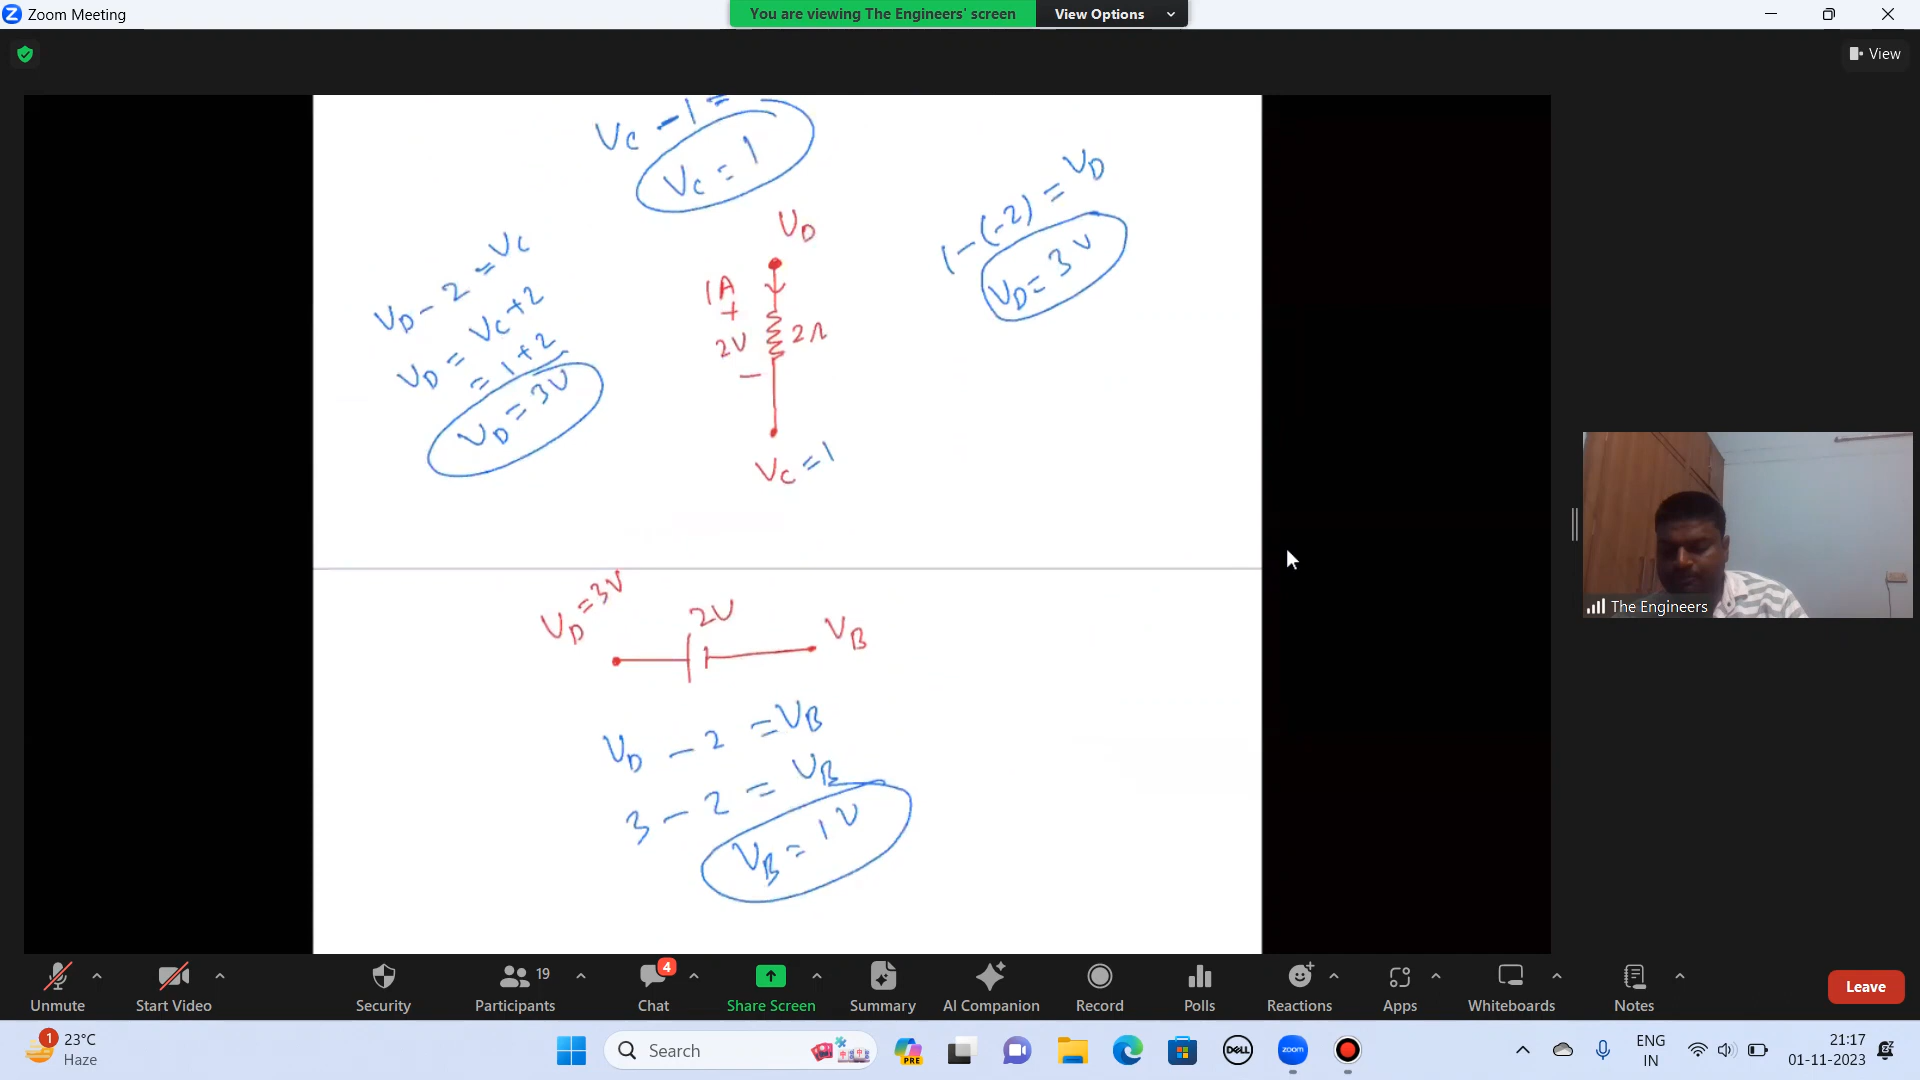 Zoom Meeting
You are viewing The Engineers' screen
View Options
View
VC - 1 =
VC = 1
VD
1 - (-2) = VD
VD = 3V
VD - 2 = VC
VD = VC + 2
= 1 + 2
VD = 3V
1A
+
2V
2Ω
-
VC = 1
The Engineers
VD = 3V
2V
VB
VD - 2 = VB
3 - 2 = VB
VB = 1V
19
4
Unmute
Start Video
Security
Participants
Chat
Share Screen
Summary
AI Companion
Record
Polls
Reactions
Apps
Whiteboards
Notes
Leave
1
23°C
Haze
Search
PRE
DELL
zoom
ENG
IN
21:17
01-11-2023